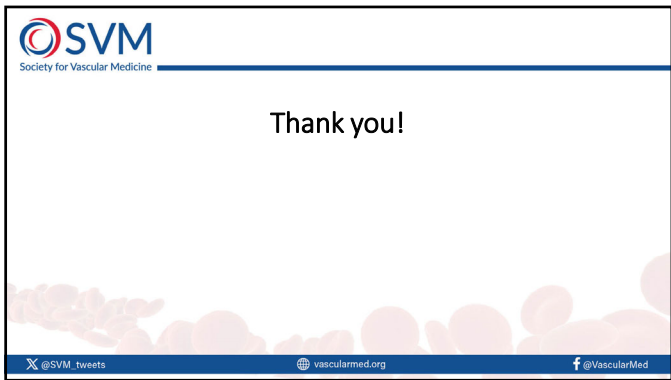 SVM
Society for Vascular Medicine
Thank you!
@SVM_tweets
vascularmed.org
@VascularMed